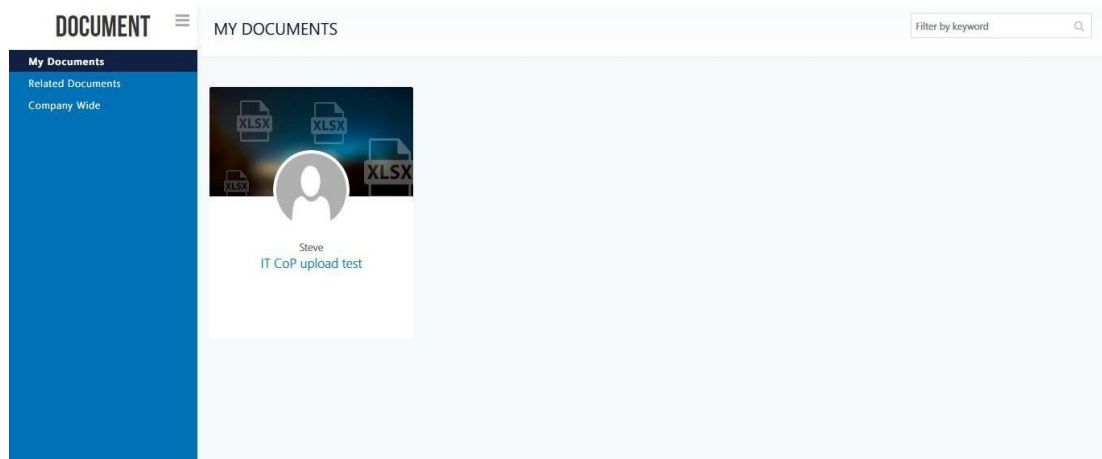 DOCUMENT
MY DOCUMENTS
Filter by keyword
My Documents
Related Documents
Company Wide
XLSX
XLSX
XLSX
XLSX
Steve
IT CoP upload test